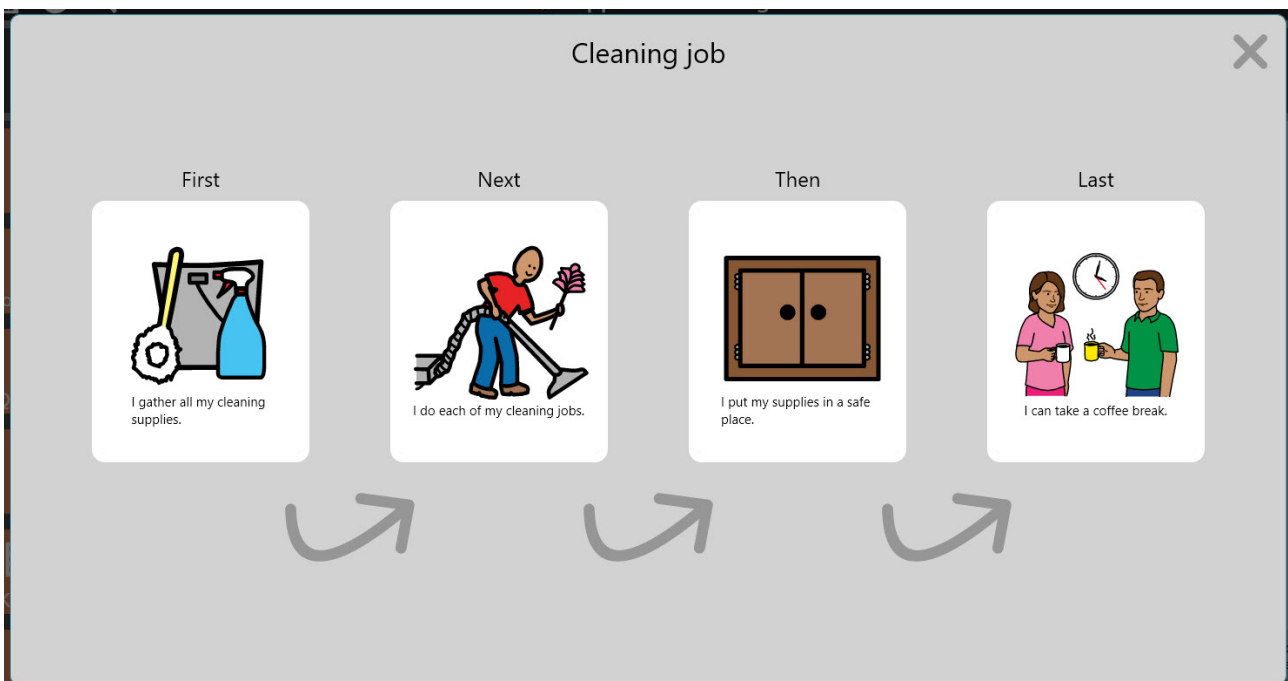 Cleaning job
First
Next
Then
Last
I gather all my cleaning
supplies.
I do each of my cleaning jobs.
I put my supplies in a safe
place.
I can take a coffee break.